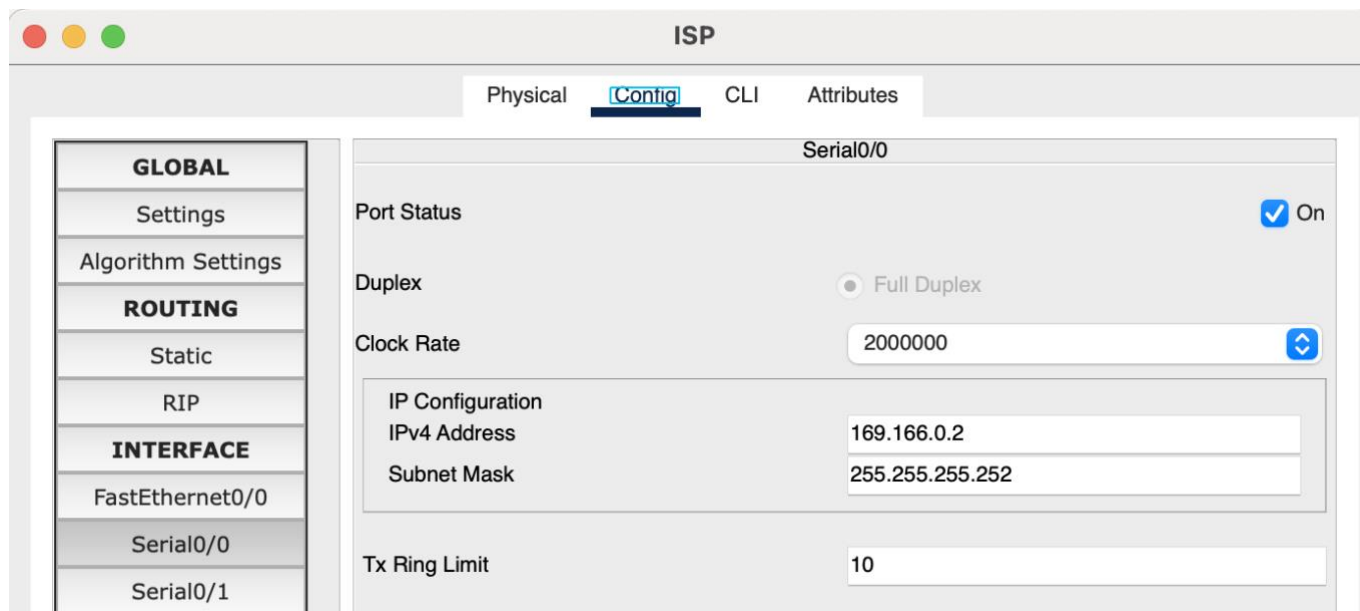 ISP
Physical Config CLI Attributes
GLOBAL
Settings
Algorithm Settings
ROUTING
Static
RIP
INTERFACE
FastEthernet0/0
Serial0/0
Serial0/1
Serial0/0
Port Status On
Duplex Full Duplex
Clock Rate 2000000
IP Configuration
IPv4 Address 169.166.0.2
Subnet Mask 255.255.255.252
Tx Ring Limit 10